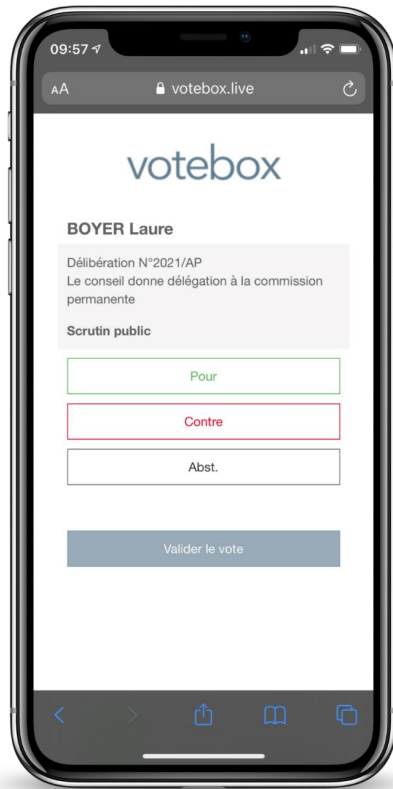 09:57
AA votebox.live
votebox
BOYER Laure
Délibération N°2021/AP
Le conseil donne délégation à la commission
permanente
Scrutin public
Pour
Contre
Abst.
Valider le vote